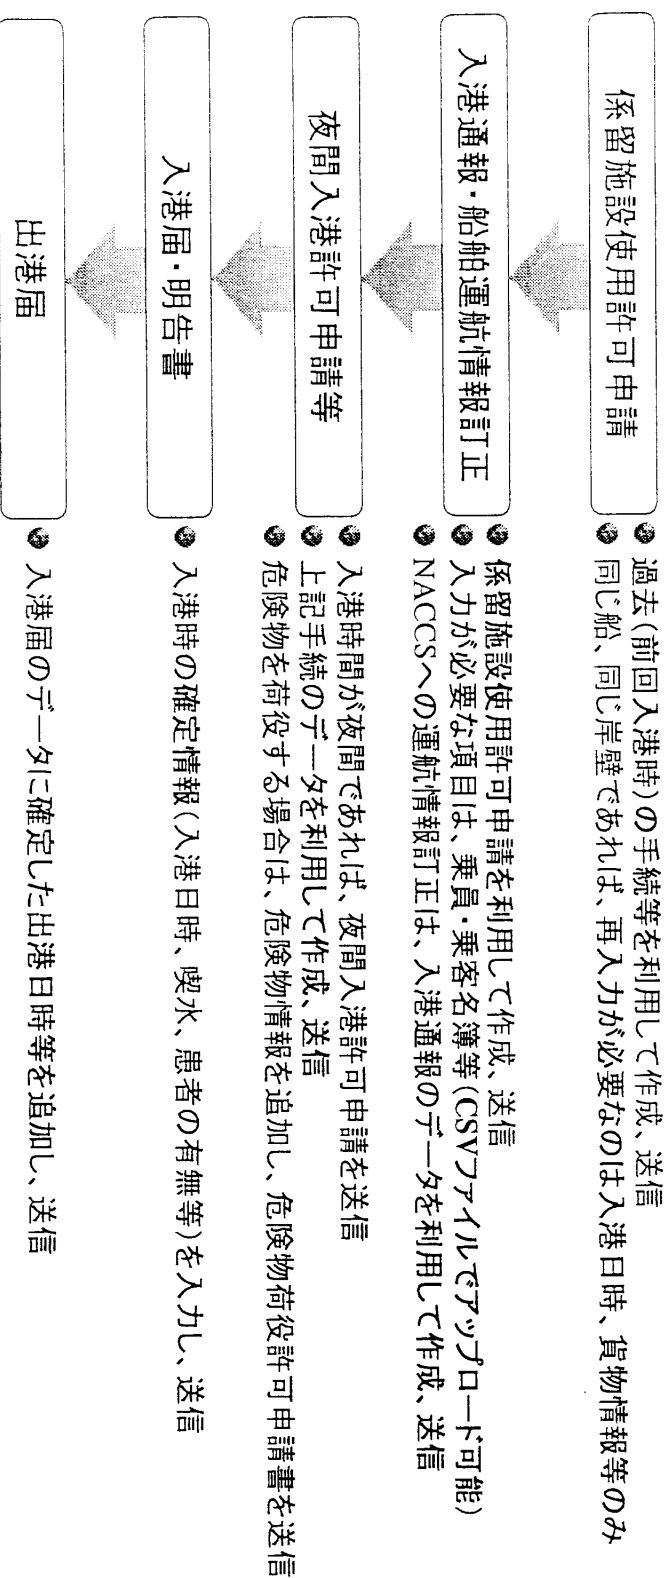 係留施設使用許可申請
過去(前回入港時)の手続等を利用して作成、送信
同じ船、同じ岸壁であれば、再入力が必要なのは入港日時、貨物情報等のみ
入港通報・船舶運航情報訂正
係留施設使用許可申請を利用して作成、送信
入力が必要な項目は、乗員・乗客名簿等(CSVファイルでアップロード可能)
NACCSへの運航情報訂正は、入港通報のデータを利用して作成、送信
夜間入港許可申請等
入港時間が夜間であれば、夜間入港許可申請を送信
上記手続のデータを利用して作成、送信
危険物を荷役する場合は、危険物情報を追加し、危険物荷役許可申請書を送信
入港届・明告書
入港時の確定情報(入港日時、喫水、患者の有無等)を入力し、送信
出港届
入港届のデータに確定した出港日時等を追加し、送信